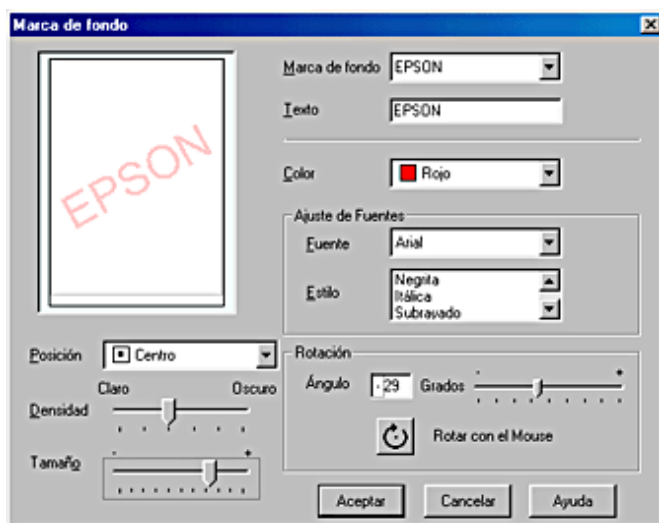 Marca de fondo
EPSON
Marca de fondo EPSON
Texto EPSON
Color Rojo
Ajuste de Fuentes
Fuente Arial
Estilo
Negrita
Itálica
Subravado
Posición Centro
Claro Oscuro
Densidad
Tamaño - +
Rotación
Ángulo -29 Grados - +
Rotar con el Mouse
Aceptar Cancelar Ayuda